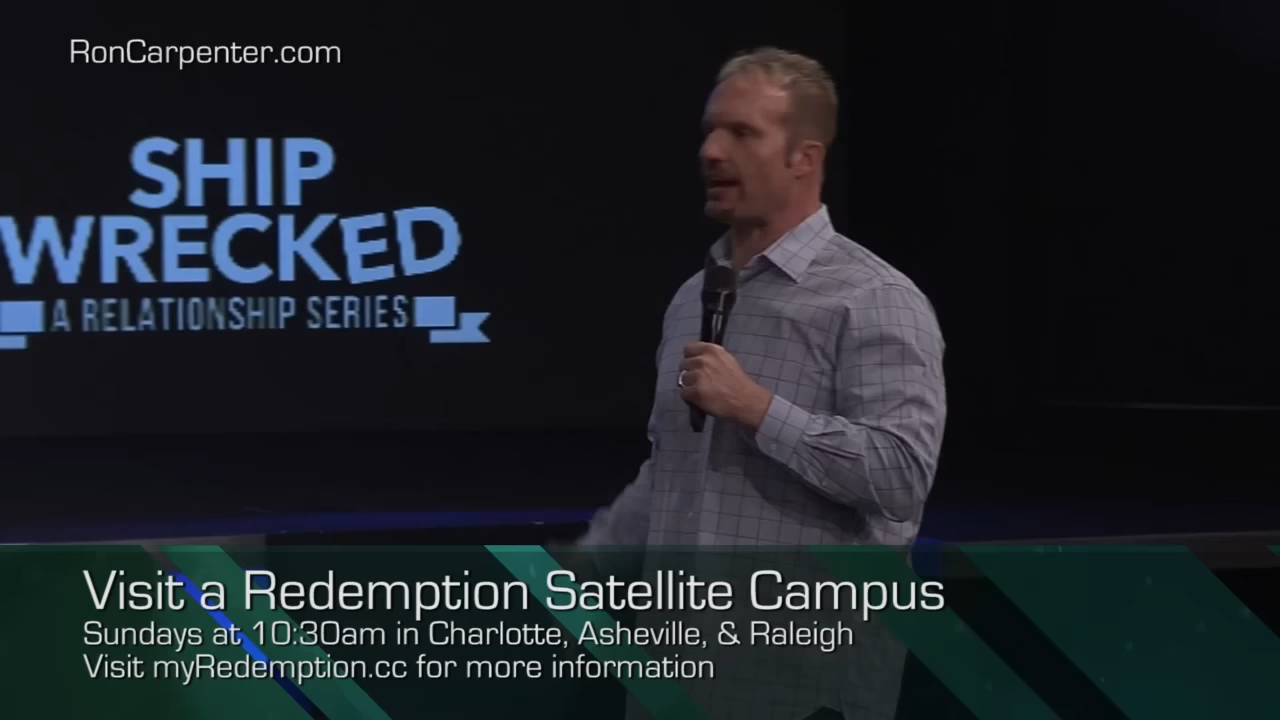 RonCarpenter.com
SHIP
WRECKED
A RELATIONSHIP SERIES
Visit a Redemption Satellite Campus
Sundays at 10:30am in Charlotte, Asheville, & Raleigh
Visit myRedemption.cc for more information